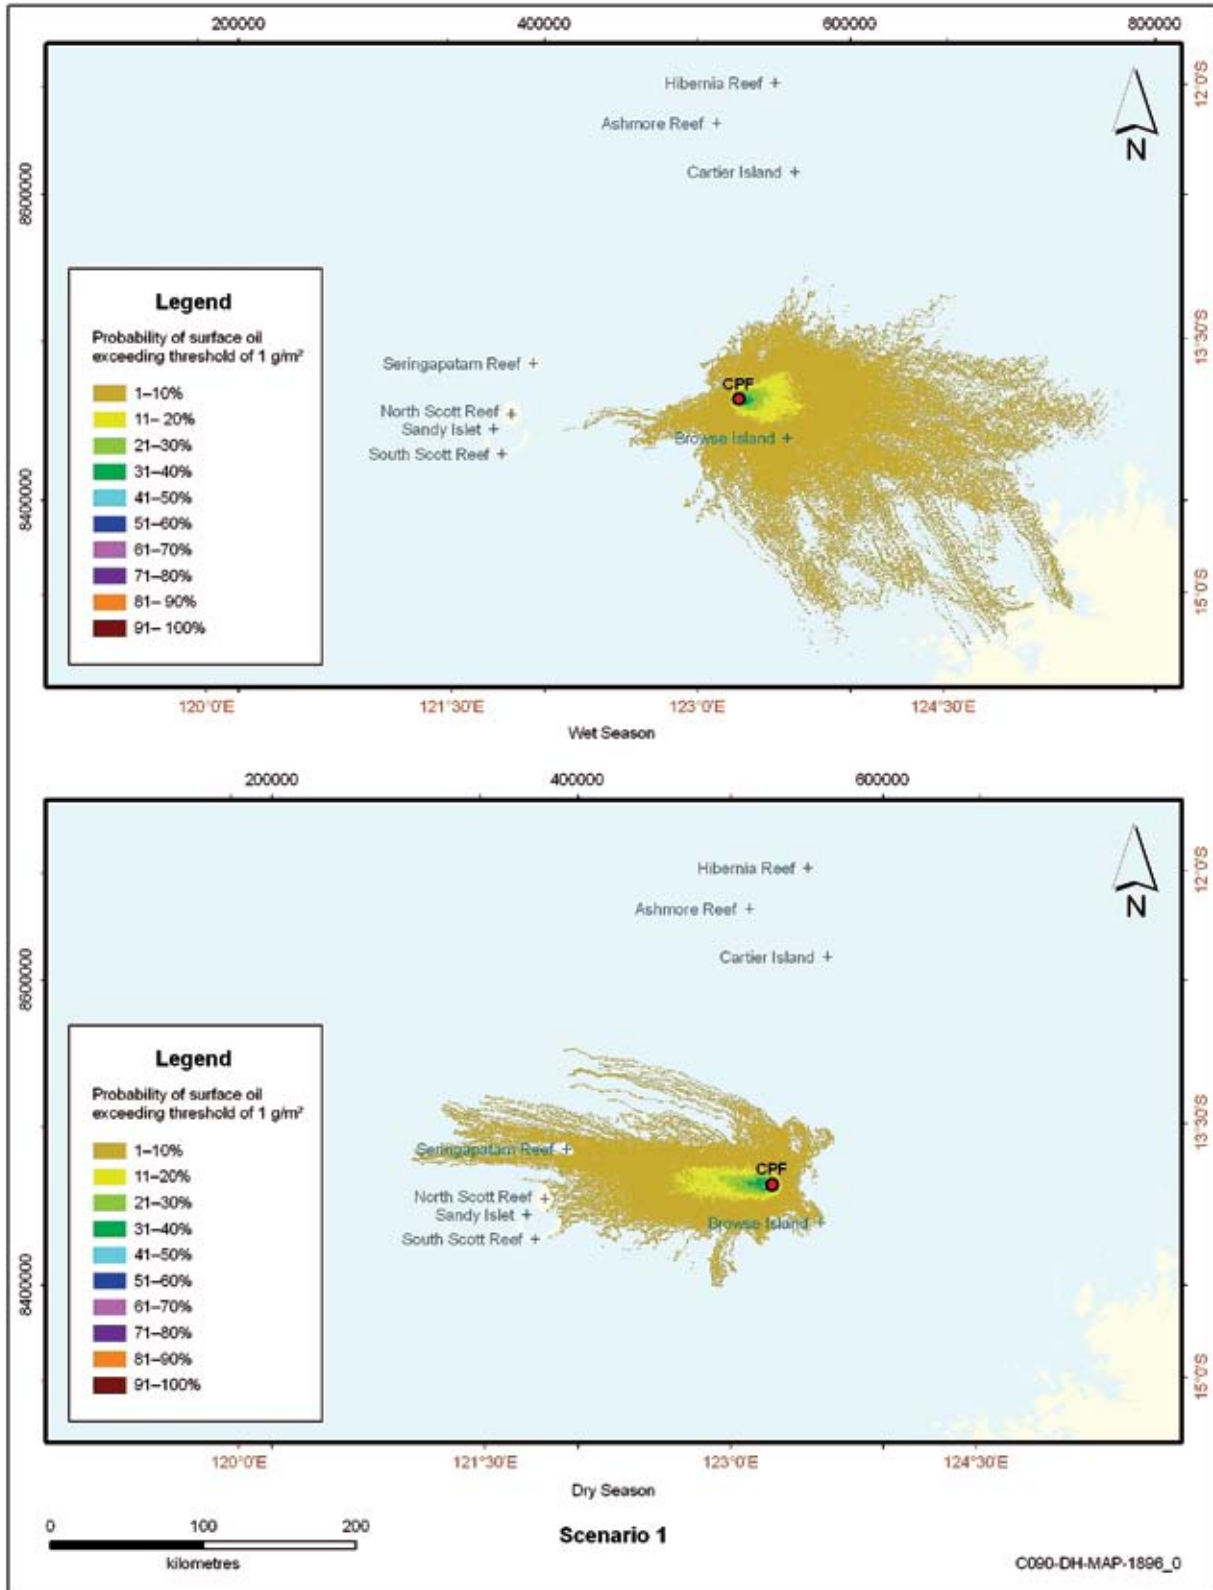 200000
400000
600000
800000
Hibernia Reef
Ashmore Reef
Cartier Island
N
12°0'S
8600000
Legend
Probability of surface oil
exceeding threshold of 1 g/m²
1–10%
11– 20%
21–30%
31–40%
41–50%
51–60%
61–70%
71–80%
81– 90%
91– 100%
13°30'S
Seringapatam Reef
CPF
North Scott Reef
Sandy Islet
Browse Island
South Scott Reef
8400000
15°0'S
120°0'E
121°30'E
123°0'E
124°30'E
Wet Season
200000
400000
600000
Hibernia Reef
Ashmore Reef
Cartier Island
N
12°0'S
8600000
Legend
Probability of surface oil
exceeding threshold of 1 g/m²
1–10%
11–20%
21–30%
31–40%
41–50%
51–60%
61–70%
71–80%
81–90%
91–100%
13°30'S
Seringapatam Reef
CPF
North Scott Reef
Sandy Islet
Browse Island
South Scott Reef
8400000
15°0'S
120°0'E
121°30'E
123°0'E
124°30'E
Dry Season
0
100
200
kilometres
Scenario 1
C090-DH-MAP-1896_0